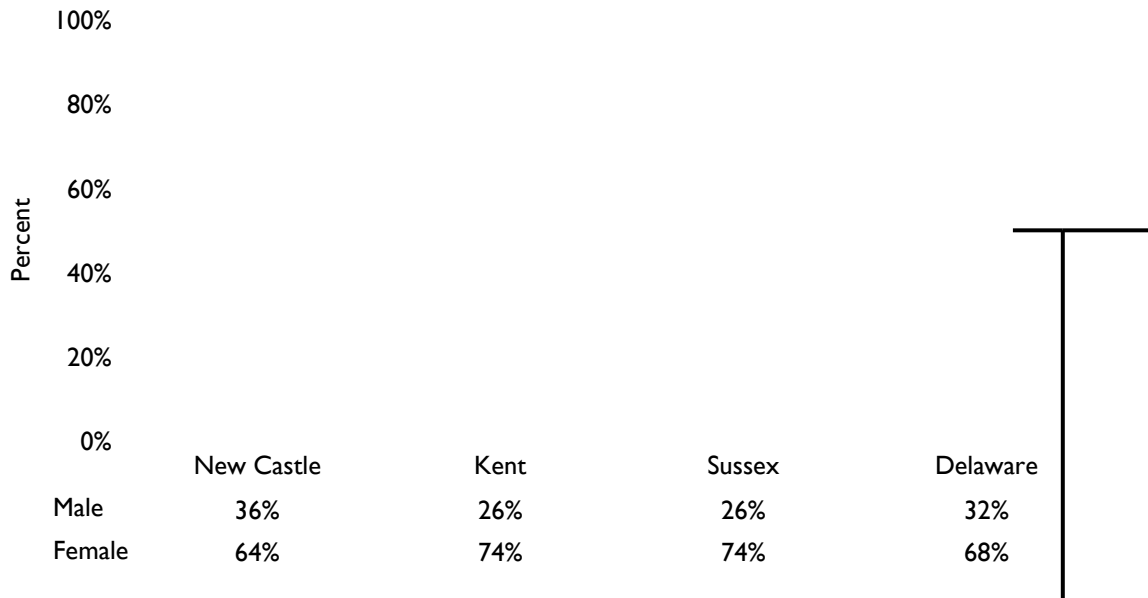 100%
80%
60%
Percent
40%
20%
0%
New Castle Kent Sussex Delaware
Male 36% 26% 26% 32%
Female 64% 74% 74% 68%